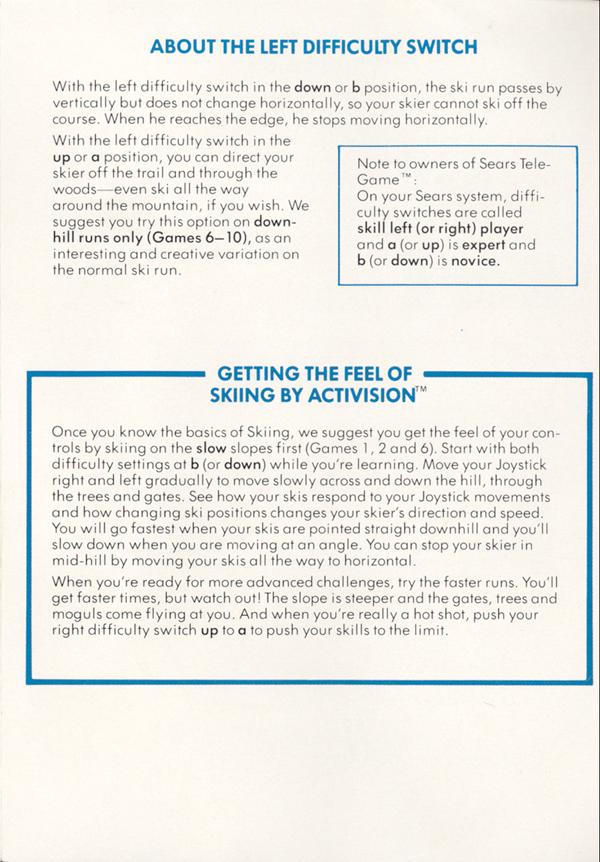 ABOUT THE LEFT DIFFICULTY SWITCH
With the left difficulty switch in the down or b position, the ski run passes by
vertically but does not change horizontally, so your skier cannot ski off the
course. When he reaches the edge, he stops moving horizontally.
With the left difficulty switch in the
up or a position, you can direct your
skier off the trail and through the
woods—even ski all the way
around the mountain, if you wish. We
suggest you try this option on down-
hill runs only (Games 6–10), as an
interesting and creative variation on
the normal ski run.
Note to owners of Sears Tele-
Game™:
On your Sears system, diffi-
culty switches are called
skill left (or right) player
and a (or up) is expert and
b (or down) is novice.
GETTING THE FEEL OF
SKIING BY ACTIVISION™
Once you know the basics of Skiing, we suggest you get the feel of your con-
trols by skiing on the slow slopes first (Games 1, 2 and 6). Start with both
difficulty settings at b (or down) while you're learning. Move your Joystick
right and left gradually to move slowly across and down the hill, through
the trees and gates. See how your skis respond to your Joystick movements
and how changing ski positions changes your skier's direction and speed.
You will go fastest when your skis are pointed straight downhill and you'll
slow down when you are moving at an angle. You can stop your skier in
mid-hill by moving your skis all the way to horizontal.
When you're ready for more advanced challenges, try the faster runs. You'll
get faster times, but watch out! The slope is steeper and the gates, trees and
moguls come flying at you. And when you're really a hot shot, push your
right difficulty switch up to a to push your skills to the limit.